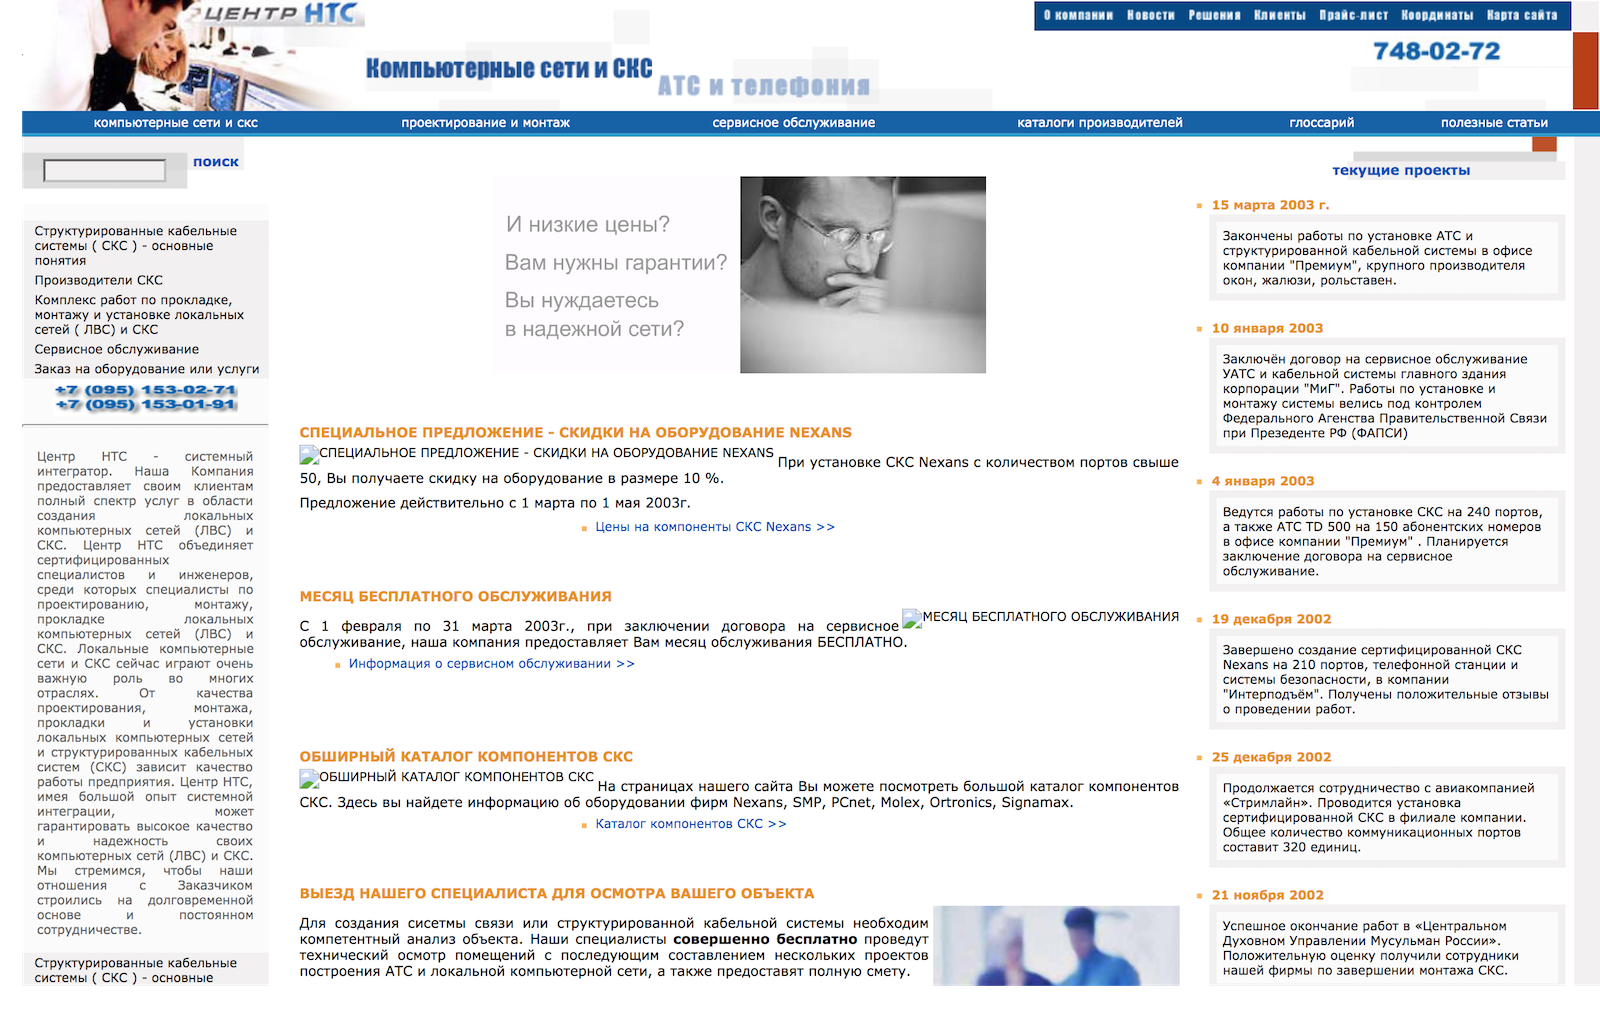 ЦЕНТР НТС
О компании Новости Решения Клиенты Прайс-лист Координаты Карта сайта
748-02-72
Компьютерные сети и СКС
АТС и телефония
компьютерные сети и скс проектирование и монтаж сервисное обслуживание каталоги производителей глоссарий полезные статьи
поиск
Структурированные кабельные
системы ( СКС ) - основные
понятия
Производители СКС
Комплекс работ по прокладке,
монтажу и установке локальных
сетей ( ЛВС) и СКС
Сервисное обслуживание
Заказ на оборудование или услуги
+7 (095) 153-02-71
+7 (095) 153-01-91
Центр НТС - системный
интегратор. Наша Компания
предоставляет своим клиентам
полный спектр услуг в области
создания локальных
компьютерных сетей (ЛВС) и
СКС. Центр НТС объединяет
сертифицированных
специалистов и инженеров,
среди которых специалисты по
проектированию, монтажу,
прокладке локальных
компьютерных сетей (ЛВС) и
СКС. Локальные компьютерные
сети и СКС сейчас играют очень
важную роль во многих
отраслях. От качества
проектирования, монтажа,
прокладки и установки
локальных компьютерных сетей
и структурированных кабельных
систем (СКС) зависит качество
работы предприятия. Центр НТС,
имея большой опыт системной
интеграции, может
гарантировать высокое качество
и надежность своих
компьютерных сетй (ЛВС) и СКС.
Мы стремимся, чтобы наши
отношения с Заказчиком
строились на долговременной
основе и постоянном
сотрудничестве.
Структурированные кабельные
системы ( СКС ) - основные
И низкие цены?
Вам нужны гарантии?
Вы нуждаетесь
в надежной сети?
СПЕЦИАЛЬНОЕ ПРЕДЛОЖЕНИЕ - СКИДКИ НА ОБОРУДОВАНИЕ NEXANS
СПЕЦИАЛЬНОЕ ПРЕДЛОЖЕНИЕ - СКИДКИ НА ОБОРУДОВАНИЕ NEXANS При установке СКС Nexans с количеством портов свыше
50, Вы получаете скидку на оборудование в размере 10 %.
Предложение действительно с 1 марта по 1 мая 2003г.
Цены на компоненты СКС Nexans >>
МЕСЯЦ БЕСПЛАТНОГО ОБСЛУЖИВАНИЯ
МЕСЯЦ БЕСПЛАТНОГО ОБСЛУЖИВАНИЯ
С 1 февраля по 31 марта 2003г., при заключении договора на сервисное
обслуживание, наша компания предоставляет Вам месяц обслуживания БЕСПЛАТНО.
Информация о сервисном обслуживании >>
ОБШИРНЫЙ КАТАЛОГ КОМПОНЕНТОВ СКС
ОБШИРНЫЙ КАТАЛОГ КОМПОНЕНТОВ СКС На страницах нашего сайта Вы можете посмотреть большой каталог компонентов
СКС. Здесь вы найдете информацию об оборудовании фирм Nexans, SMP, PCnet, Molex, Ortronics, Signamax.
Каталог компонентов СКС >>
ВЫЕЗД НАШЕГО СПЕЦИАЛИСТА ДЛЯ ОСМОТРА ВАШЕГО ОБЪЕКТА
Для создания сисетмы связи или структурированной кабельной системы необходим
компетентный анализ объекта. Наши специалисты совершенно бесплатно проведут
технический осмотр помещений с последующим составлением нескольких проектов
построения АТС и локальной компьютерной сети, а также предоставят полную смету.
текущие проекты
15 марта 2003 г.
Закончены работы по установке АТС и
структурированной кабельной системы в офисе
компании "Премиум", крупного производителя
окон, жалюзи, рольставен.
10 января 2003
Заключён договор на сервисное обслуживание
УАТС и кабельной системы главного здания
корпорации "МиГ". Работы по установке и
монтажу системы велись под контролем
Федерального Агенства Правительственной Связи
при Президенте РФ (ФАПСИ)
4 января 2003
Ведутся работы по установке СКС на 240 портов,
а также АТС TD 500 на 150 абонентских номеров
в офисе компании "Премиум" . Планируется
заключение договора на сервисное
обслуживание.
19 декабря 2002
Завершено создание сертифицированной СКС
Nexans на 210 портов, телефонной станции и
системы безопасности, в компании
"Интерподъём". Получены положительные отзывы
о проведении работ.
25 декабря 2002
Продолжается сотрудничество с авиакомпанией
«Стримлайн». Проводится установка
сертифицированной СКС в филиале компании.
Общее количество коммуникационных портов
составит 320 единиц.
21 ноября 2002
Успешное окончание работ в «Центральном
Духовном Управлении Мусульман России».
Положительную оценку получили сотрудники
нашей фирмы по завершении монтажа СКС.